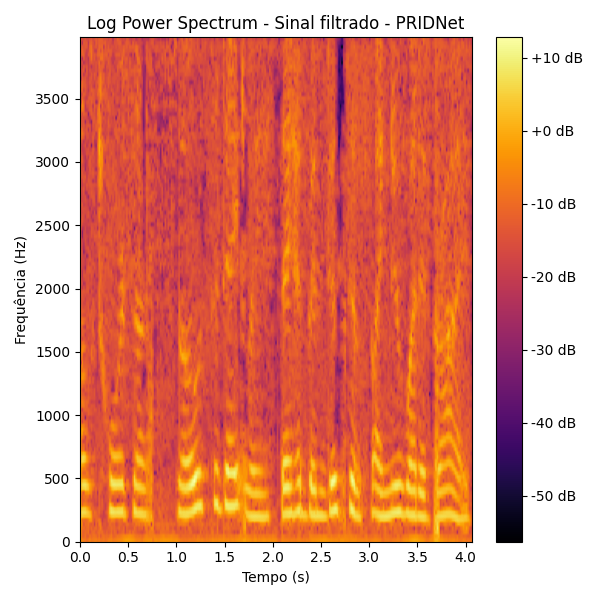 Log Power Spectrum - Sinal filtrado - PRIDNet
Frequência (Hz)
3500
3000
2500
2000
1500
1000
500
0
0.0 0.5 1.0 1.5 2.0 2.5 3.0 3.5 4.0
Tempo (s)
+10 dB
+0 dB
-10 dB
-20 dB
-30 dB
-40 dB
-50 dB